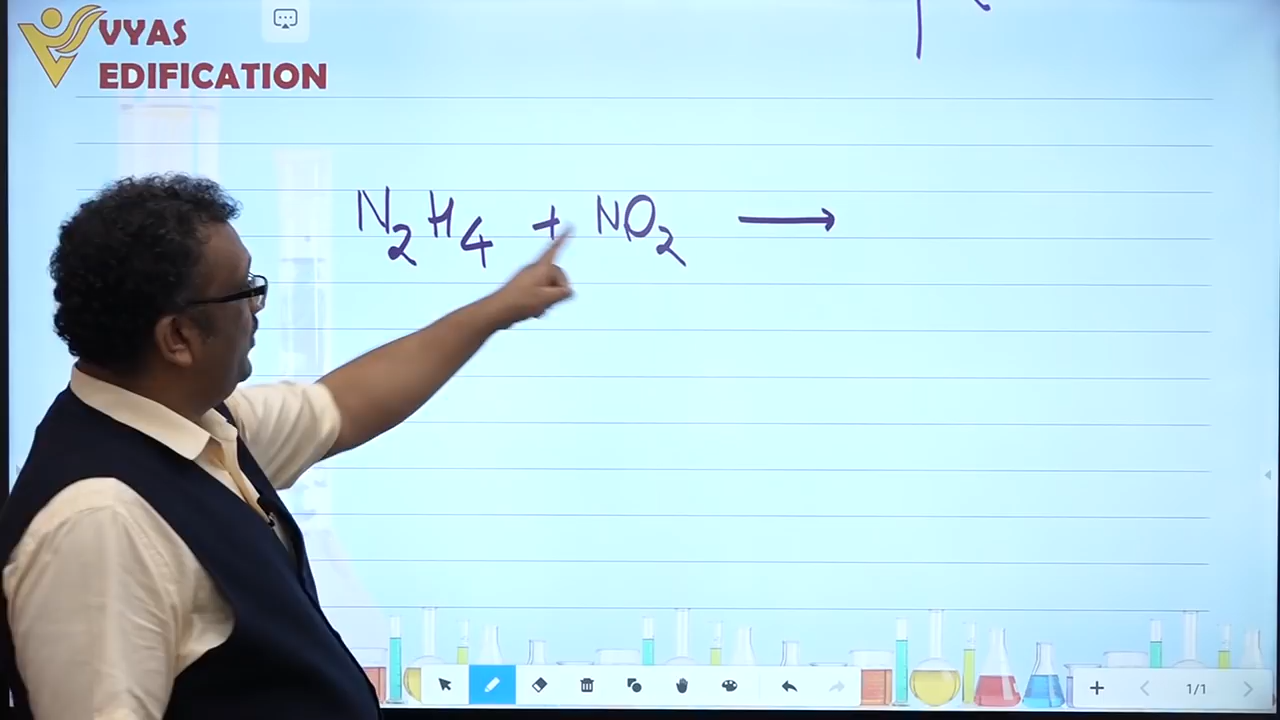 VYAS
EDIFICATION
N₂H₄ + NO₂ ⟶
1/1